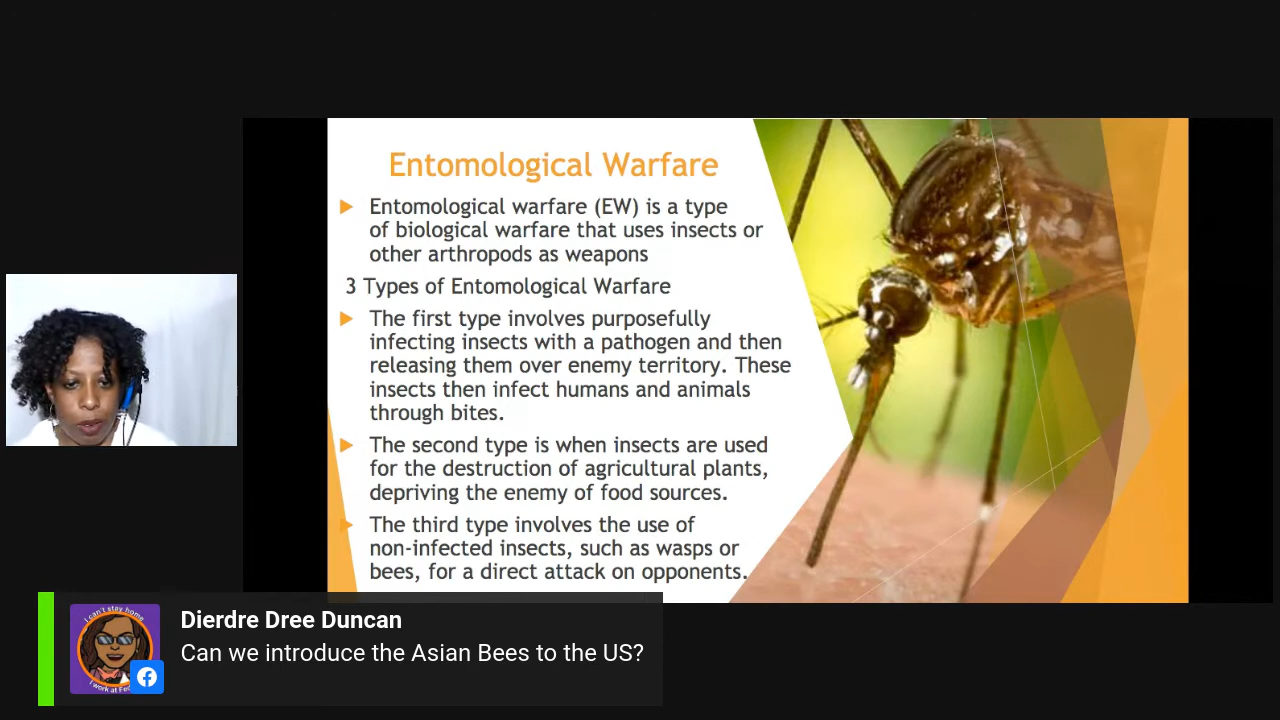 Entomological Warfare
Entomological warfare (EW) is a type
of biological warfare that uses insects or
other arthropods as weapons
3 Types of Entomological Warfare
The first type involves purposefully
infecting insects with a pathogen and then
releasing them over enemy territory. These
insects then infect humans and animals
through bites.
The second type is when insects are used
for the destruction of agricultural plants,
depriving the enemy of food sources.
The third type involves the use of
non-infected insects, such as wasps or
bees, for a direct attack on opponents.
I can't stay home
Dierdre Dree Duncan
Can we introduce the Asian Bees to the US?
I work at